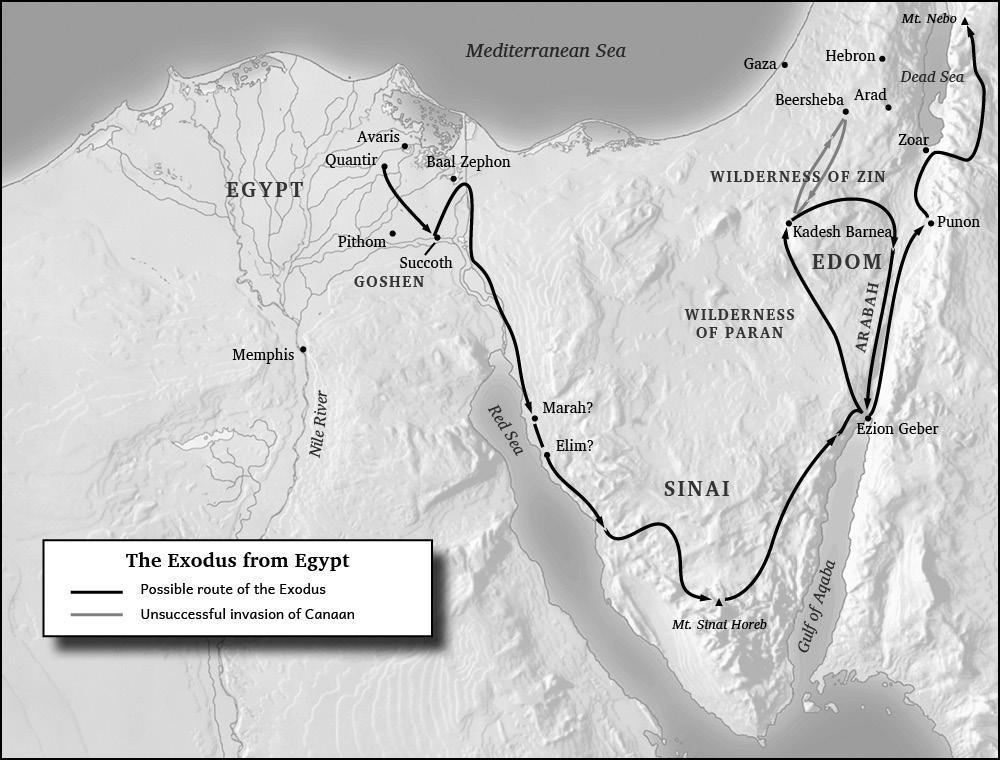 Mt. Nebo
Mediterranean Sea
Hebron
Gaza
Dead Sea
Beersheba
Arad
Avaris
Zoar
Quantir
Baal Zephon
WILDERNESS OF ZIN
EGYPT
Punon
Kadesh Barnea
Pithom
Succoth
EDOM
GOSHEN
ARABAH
WILDERNESS
OF PARAN
Memphis
Nile River
Red Sea
Marah?
Ezion Geber
Elim?
SINAI
The Exodus from Egypt
Possible route of the Exodus
Unsuccessful invasion of Canaan
Gulf of Aqaba
Mt. Sinai Horeb